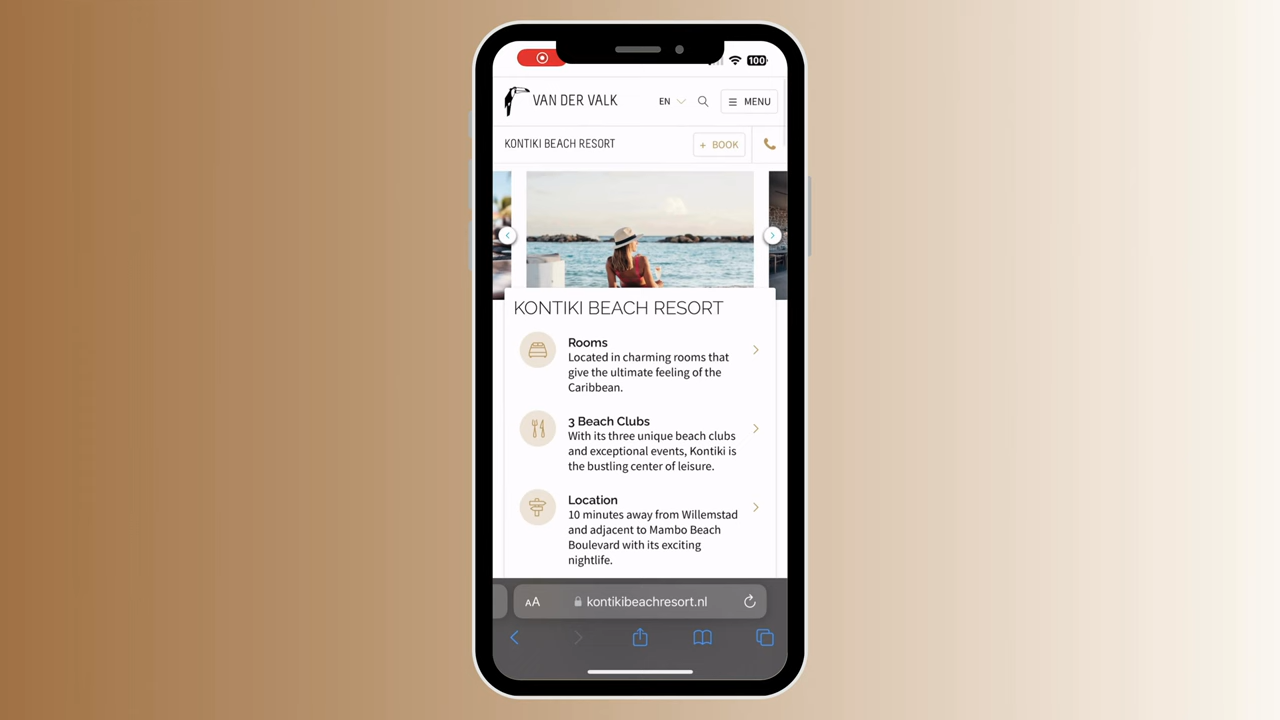 100
VAN DER VALK
EN
MENU
KONTIKI BEACH RESORT
+ BOOK
KONTIKI BEACH RESORT
Rooms
Located in charming rooms that
give the ultimate feeling of the
Caribbean.
3 Beach Clubs
With its three unique beach clubs
and exceptional events, Kontiki is
the bustling center of leisure.
Location
10 minutes away from Willemstad
and adjacent to Mambo Beach
Boulevard with its exciting
nightlife.
AA
kontikibeachresort.nl